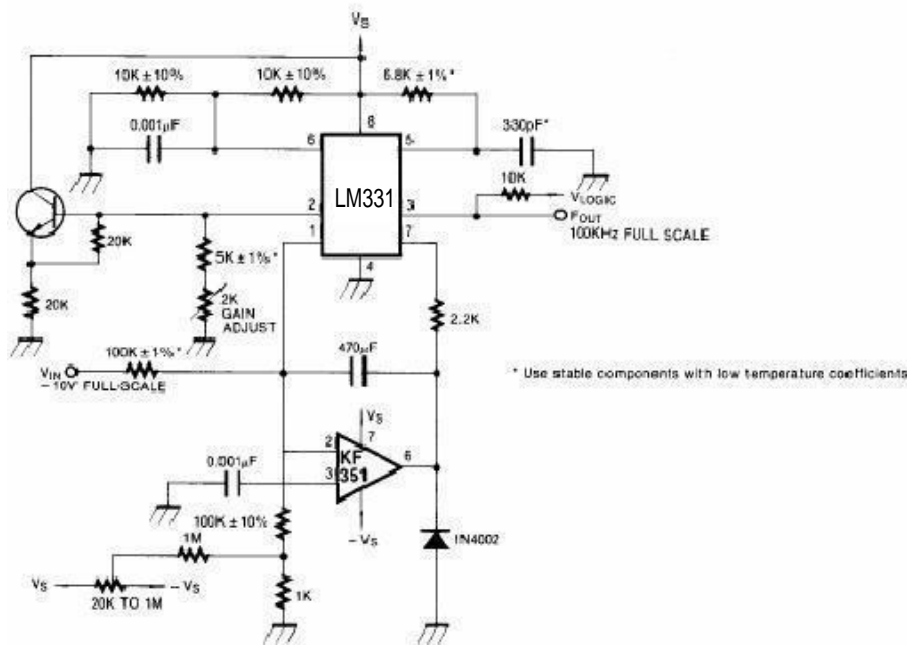 VS
10K ± 10%
10K ± 10%
6.8K ± 1% *
0.001µF
6
8
5
330pF*
LM331
10K
VLOGIC
2
3
FOUT
100KHz FULL SCALE
1
7
20K
5K ± 1% *
4
20K
2K
GAIN
ADJUST
2.2K
100K ± 1% *
470µF
VIN
-10V FULL-SCALE
* Use stable components with low temperature coefficients
VS
7
2
KF
351
6
0.001µF
3
100K ± 10%
-VS
IN4002
1M
VS
-VS
20K TO 1M
1K